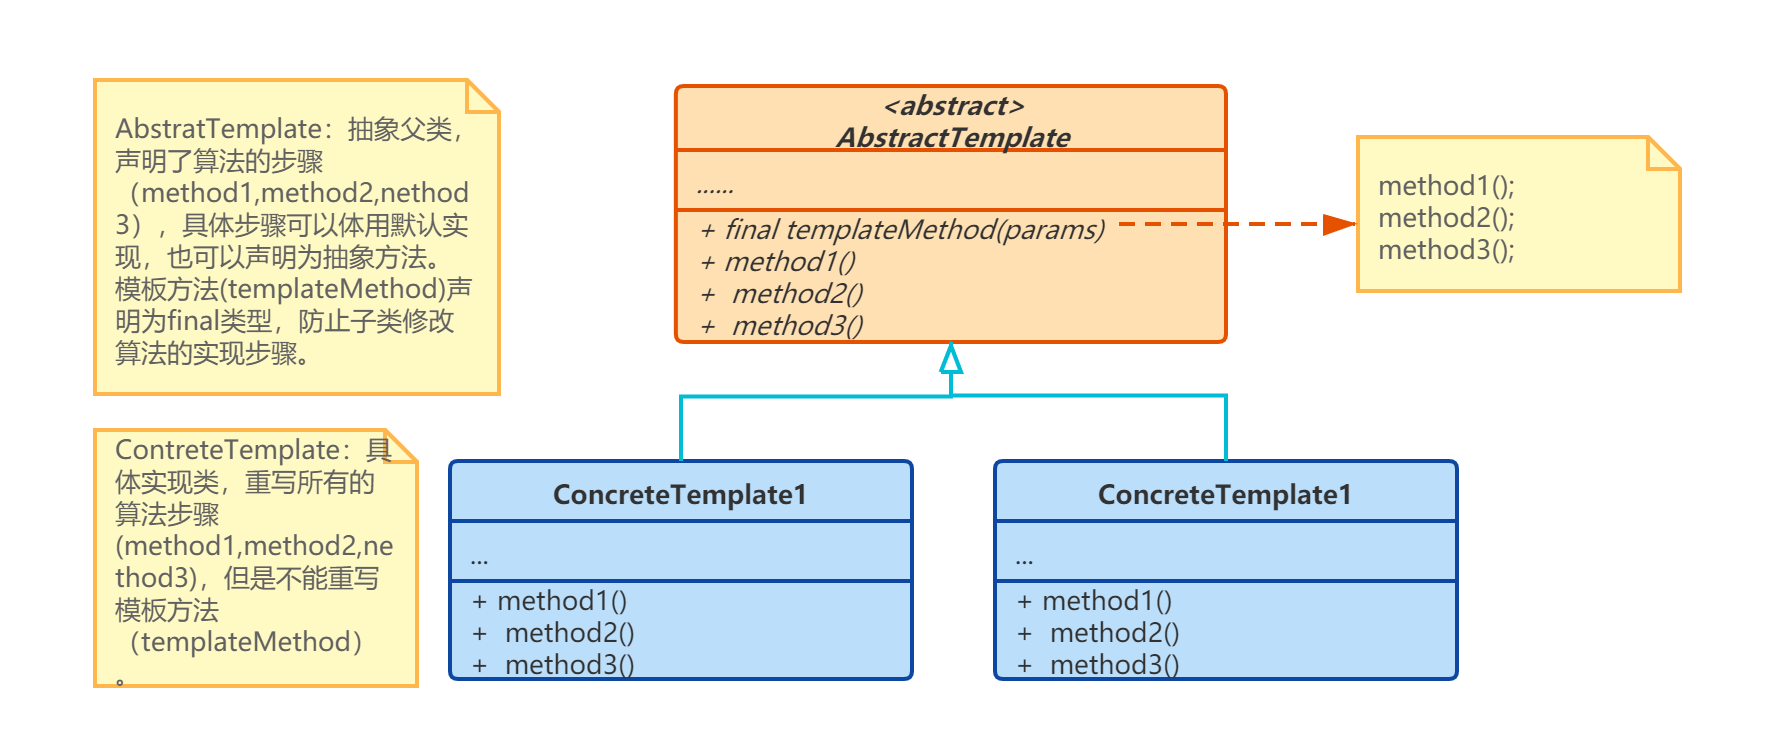 AbstratTemplate：抽象父类，
声明了算法的步骤
（method1,method2,nethod
3），具体步骤可以体用默认实
现，也可以声明为抽象方法。
模板方法(templateMethod)声
明为final类型，防止子类修改
算法的实现步骤。
ContreteTemplate：具
体实现类，重写所有的
算法步骤
(method1,method2,ne
thod3)，但是不能重写
模板方法
（templateMethod）
。
<abstract>
AbstractTemplate
......
+ final templateMethod(params)
+ method1()
+ method2()
+ method3()
method1();
method2();
method3();
ConcreteTemplate1
...
+ method1()
+ method2()
+ method3()
ConcreteTemplate1
...
+ method1()
+ method2()
+ method3()